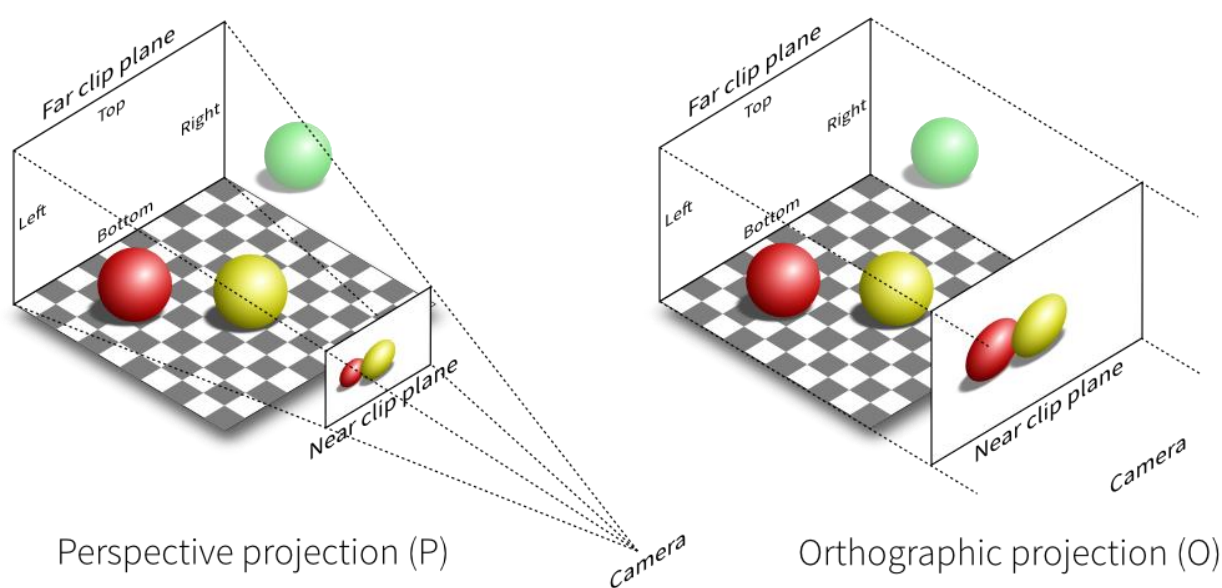 Far clip plane
Top
Right
Left
Bottom
Near clip plane
Camera
Perspective projection (P)
Far clip plane
Top
Right
Left
Bottom
Near clip plane
Camera
Orthographic projection (O)